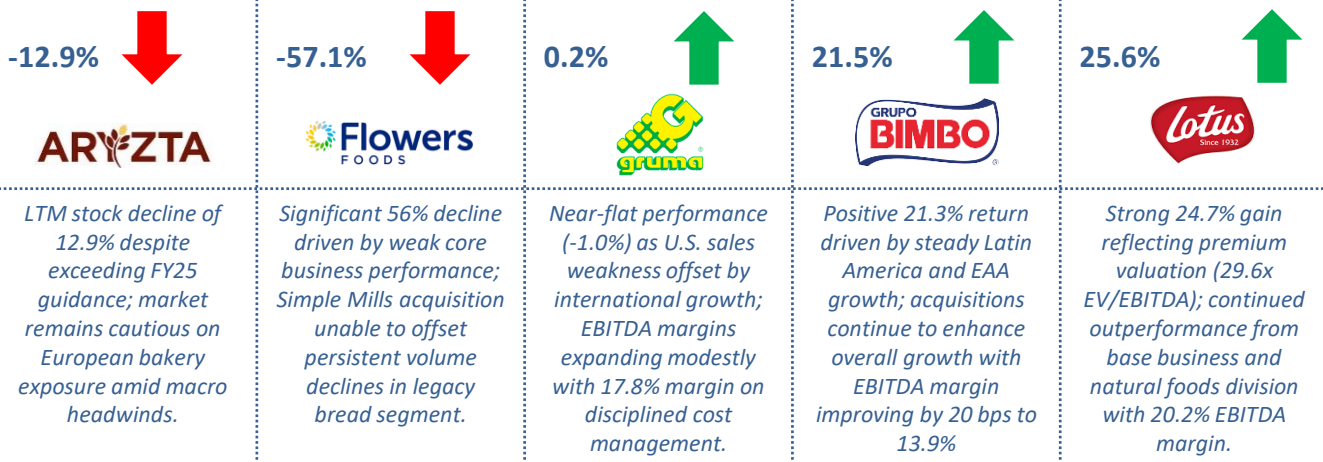 -12.9%
ARYZTA
LTM stock decline of
12.9% despite
exceeding FY25
guidance; market
remains cautious on
European bakery
exposure amid macro
headwinds.
-57.1%
Flowers
FOODS
Significant 56% decline
driven by weak core
business performance;
Simple Mills acquisition
unable to offset
persistent volume
declines in legacy
bread segment.
0.2%
G
gruma
®
Near-flat performance
(-1.0%) as U.S. sales
weakness offset by
international growth;
EBITDA margins
expanding modestly
with 17.8% margin on
disciplined cost
management.
21.5%
GRUPO
BIMBO
®
Positive 21.3% return
driven by steady Latin
America and EAA
growth; acquisitions
continue to enhance
overall growth with
EBITDA margin
improving by 20 bps to
13.9%
25.6%
Lotus
Since 1932
Strong 24.7% gain
reflecting premium
valuation (29.6x
EV/EBITDA); continued
outperformance from
base business and
natural foods division
with 20.2% EBITDA
margin.